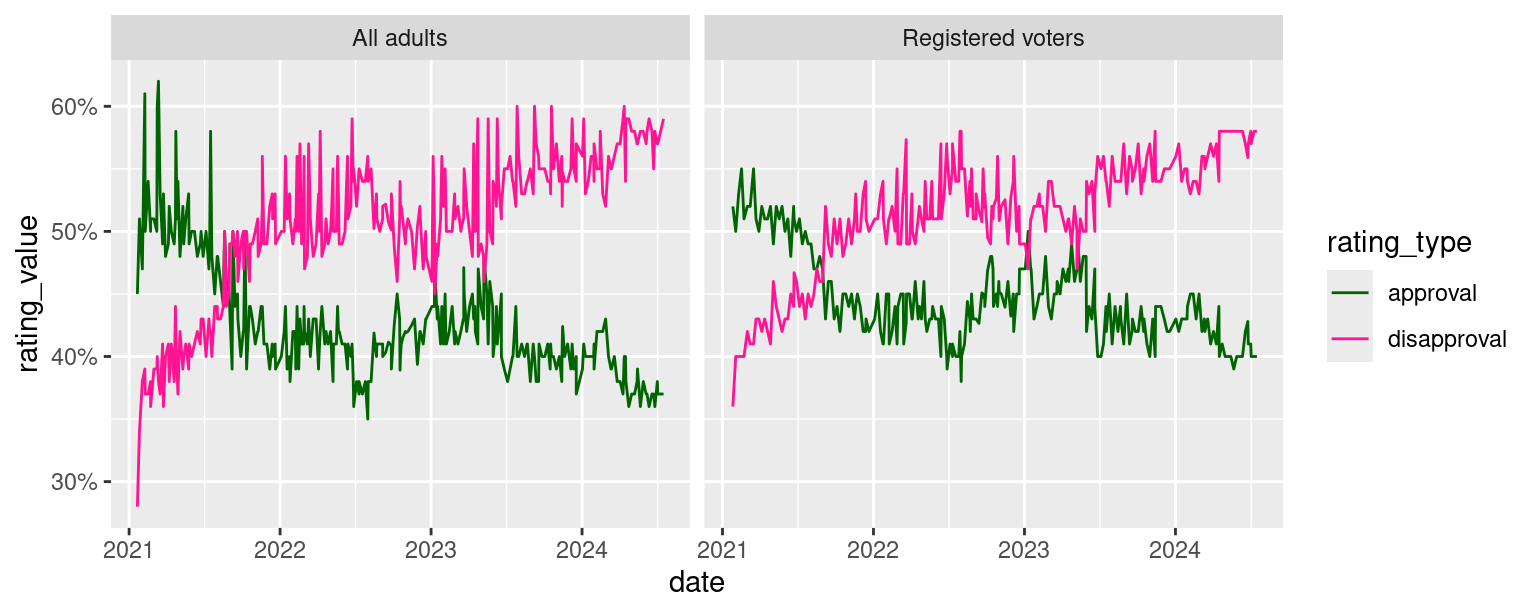 All adults
Registered voters
rating_value
60%
50%
40%
30%
2021 2022 2023 2024
2021 2022 2023 2024
date
rating_type
approval
disapproval